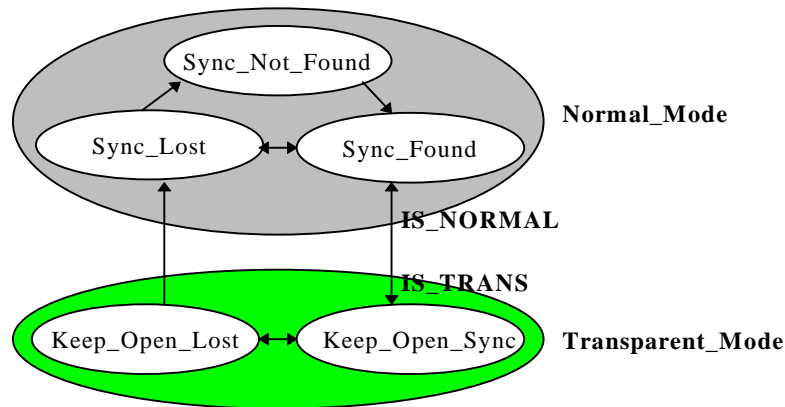 Sync_Not_Found
Normal_Mode
Sync_Lost
Sync_Found
IS_NORMAL
IS_TRANS
Keep_Open_Lost
Keep_Open_Sync
Transparent_Mode